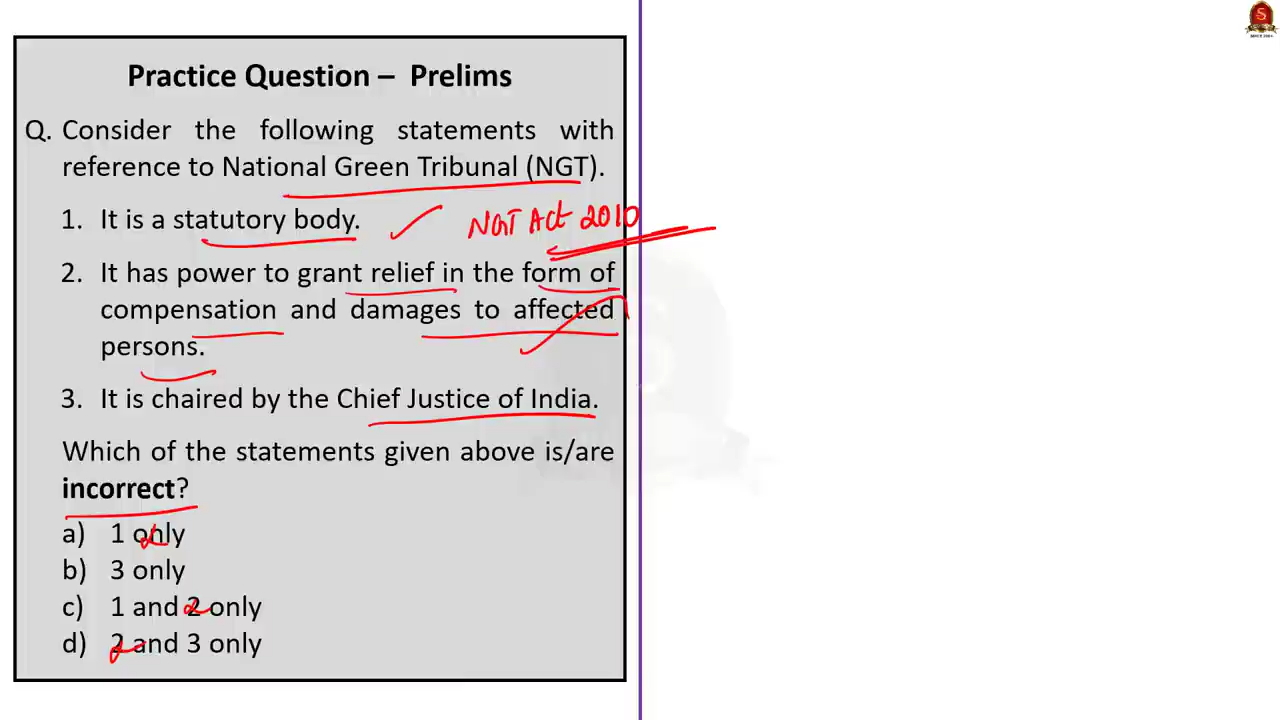 Practice Question – Prelims
Q. Consider the following statements with
reference to National Green Tribunal (NGT).
1. It is a statutory body.
NGT Act 2010
2. It has power to grant relief in the form of
compensation and damages to affected
persons.
3. It is chaired by the Chief Justice of India.
Which of the statements given above is/are
incorrect?
a) 1 only
b) 3 only
c) 1 and 2 only
d) 2 and 3 only